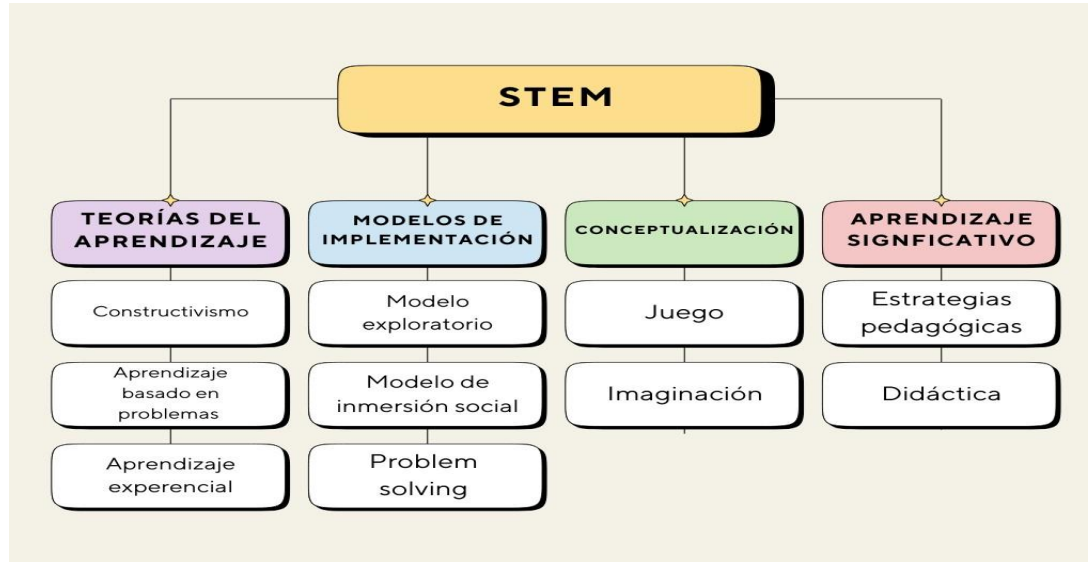 STEM
TEORÍAS DEL
APRENDIZAJE
Constructivismo
Aprendizaje
basado en
problemas
Aprendizaje
experencial
MODELOS DE
IMPLEMENTACIÓN
Modelo
exploratorio
Modelo de
inmersión social
Problem
solving
CONCEPTUALIZACIÓN
Juego
Imaginación
APRENDIZAJE
SIGNFICATIVO
Estrategias
pedagógicas
Didáctica